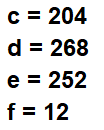 c = 204
d = 268
e = 252
f = 12